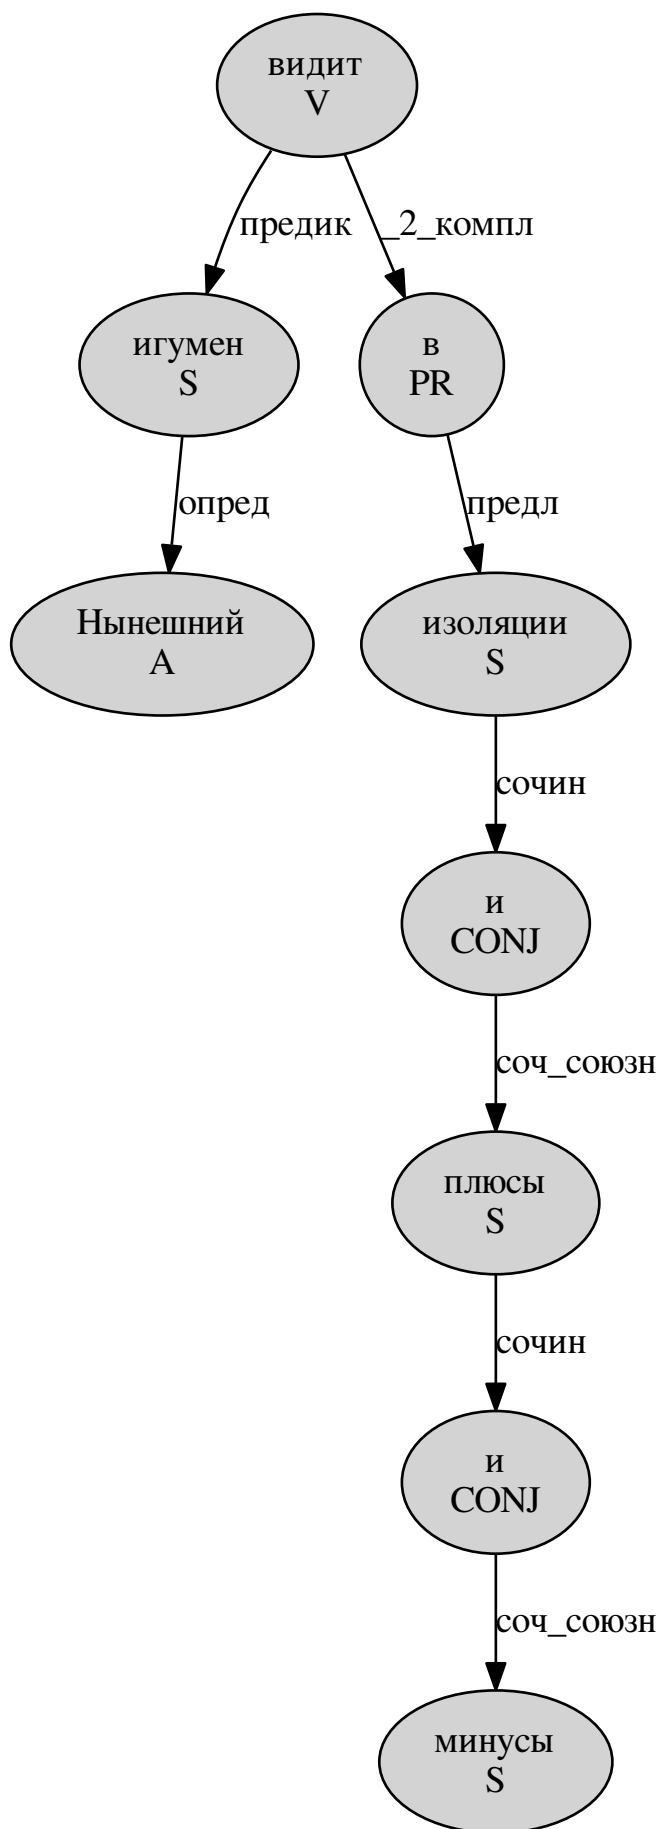 видит
V
предик
_2_компл
игумен
S
в
PR
опред
предл
Нынешний
A
изоляции
S
сочин
и
CONJ
соч_союзн
плюсы
S
сочин
и
CONJ
соч_союзн
минусы
S